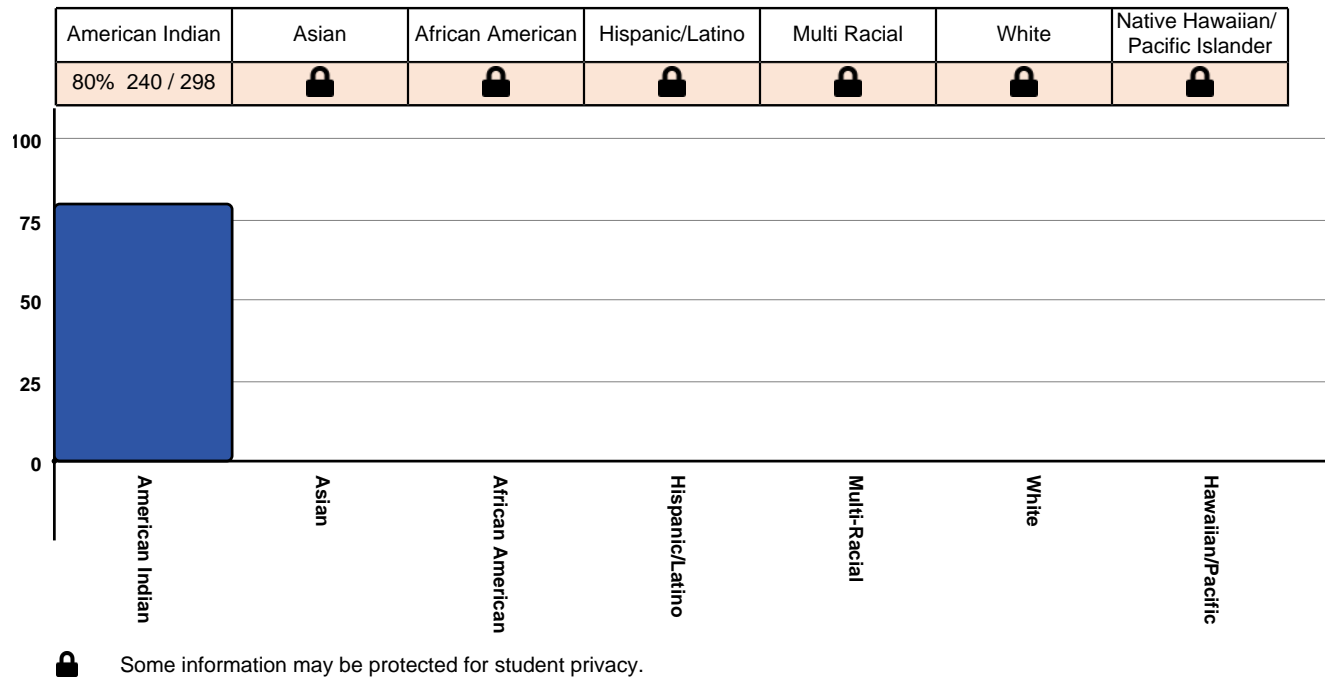 American Indian Asian African American Hispanic/Latino Multi Racial White Native Hawaiian/
Pacific Islander
80% 240 / 298
100
75
50
25
0
American Indian
Asian
African American
Hispanic/Latino
Multi-Racial
White
Hawaiian/Pacific
Some information may be protected for student privacy.